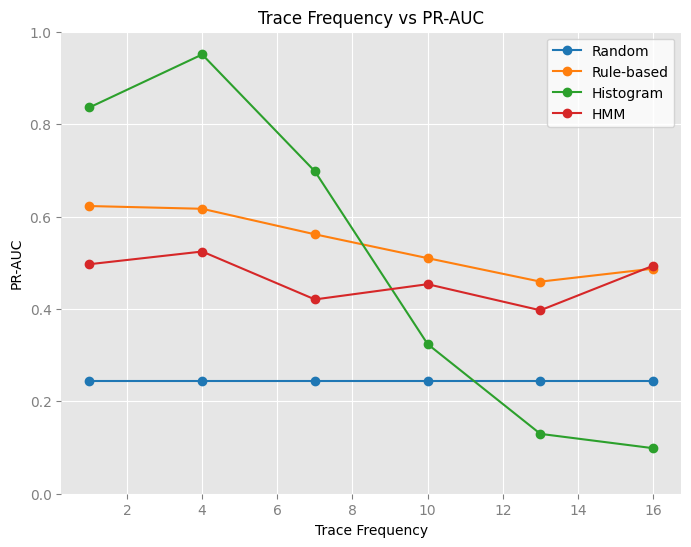 Trace Frequency vs PR-AUC
Random
Rule-based
Histogram
HMM
PR-AUC
1.0
0.8
0.6
0.4
0.2
0.0
2 4 6 8 10 12 14 16
Trace Frequency